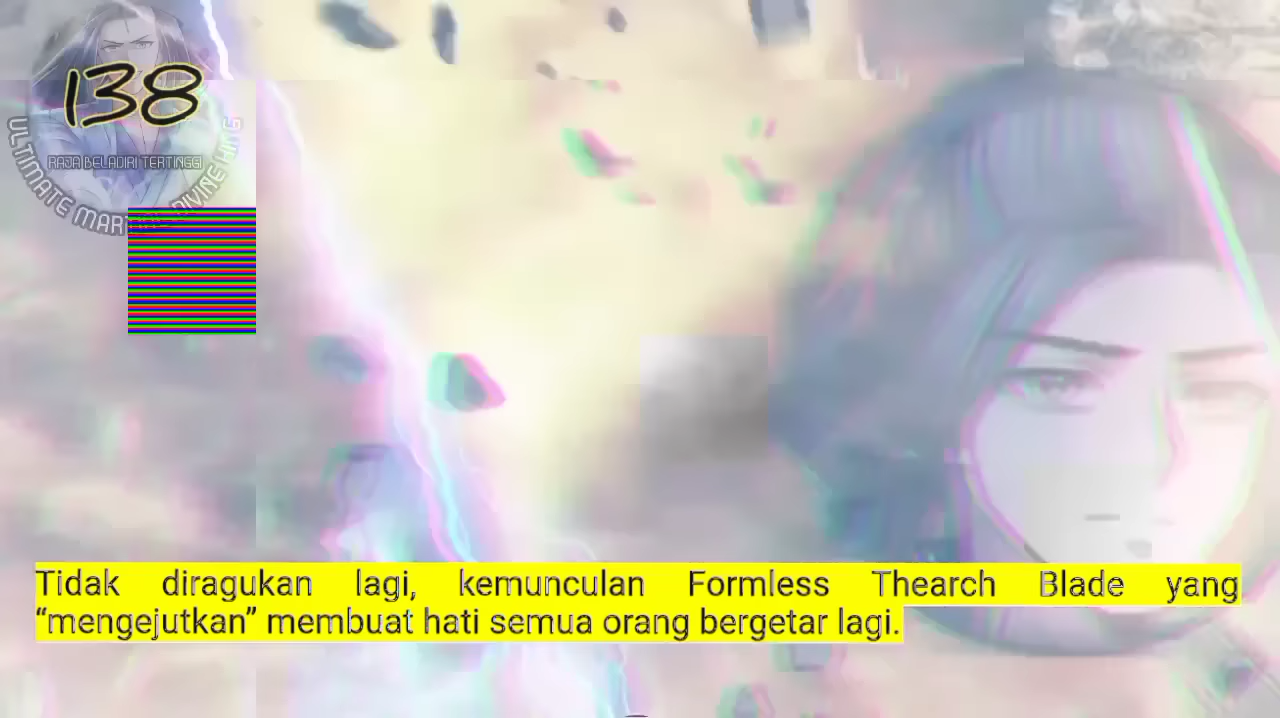 138
RAJA BELADIRI TERTINGGI
ULTIMATE MARTIAL DIVINE KING
Tidak diragukan lagi, kemunculan Formless Thearch Blade yang
“mengejutkan” membuat hati semua orang bergetar lagi.